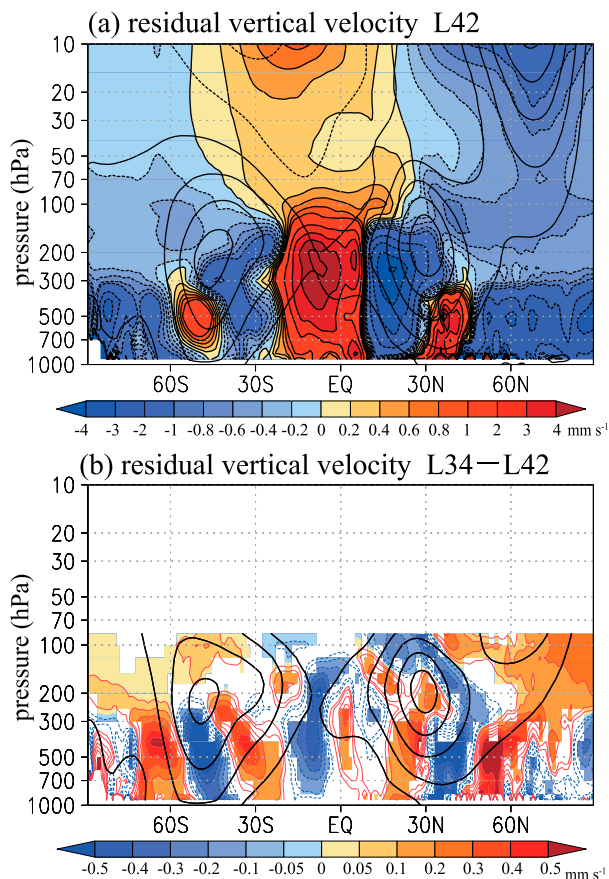 (a) residual vertical velocity L42
10
20
30
50
70
100
200
300
500
700
1000
pressure (hPa)
60S 30S EQ 30N 60N
-4 -3 -2 -1 -0.8 -0.6 -0.4 -0.2 0 0.2 0.4 0.6 0.8 1 2 3 4 mm s⁻¹
(b) residual vertical velocity L34−L42
10
20
30
50
70
100
200
300
500
700
1000
pressure (hPa)
60S 30S EQ 30N 60N
-0.5 -0.4 -0.3 -0.2 -0.1 -0.05 0 0.05 0.1 0.2 0.3 0.4 0.5 mm s⁻¹